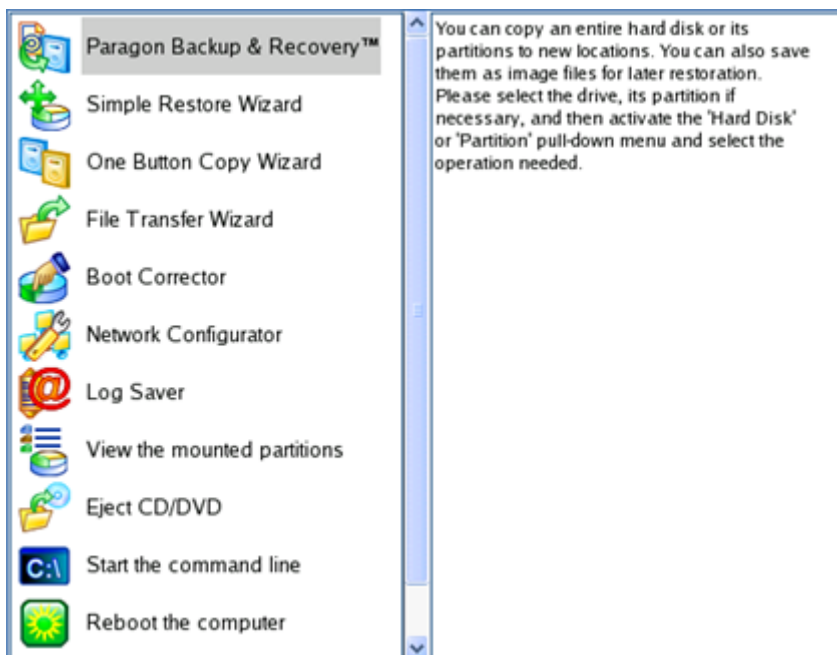 Paragon Backup & Recovery™
Simple Restore Wizard
One Button Copy Wizard
File Transfer Wizard
Boot Corrector
Network Configurator
Log Saver
View the mounted partitions
Eject CD/DVD
C:\
Start the command line
Reboot the computer
You can copy an entire hard disk or its
partitions to new locations. You can also save
them as image files for later restoration.
Please select the drive, its partition if
necessary, and then activate the 'Hard Disk'
or 'Partition' pull-down menu and select the
operation needed.